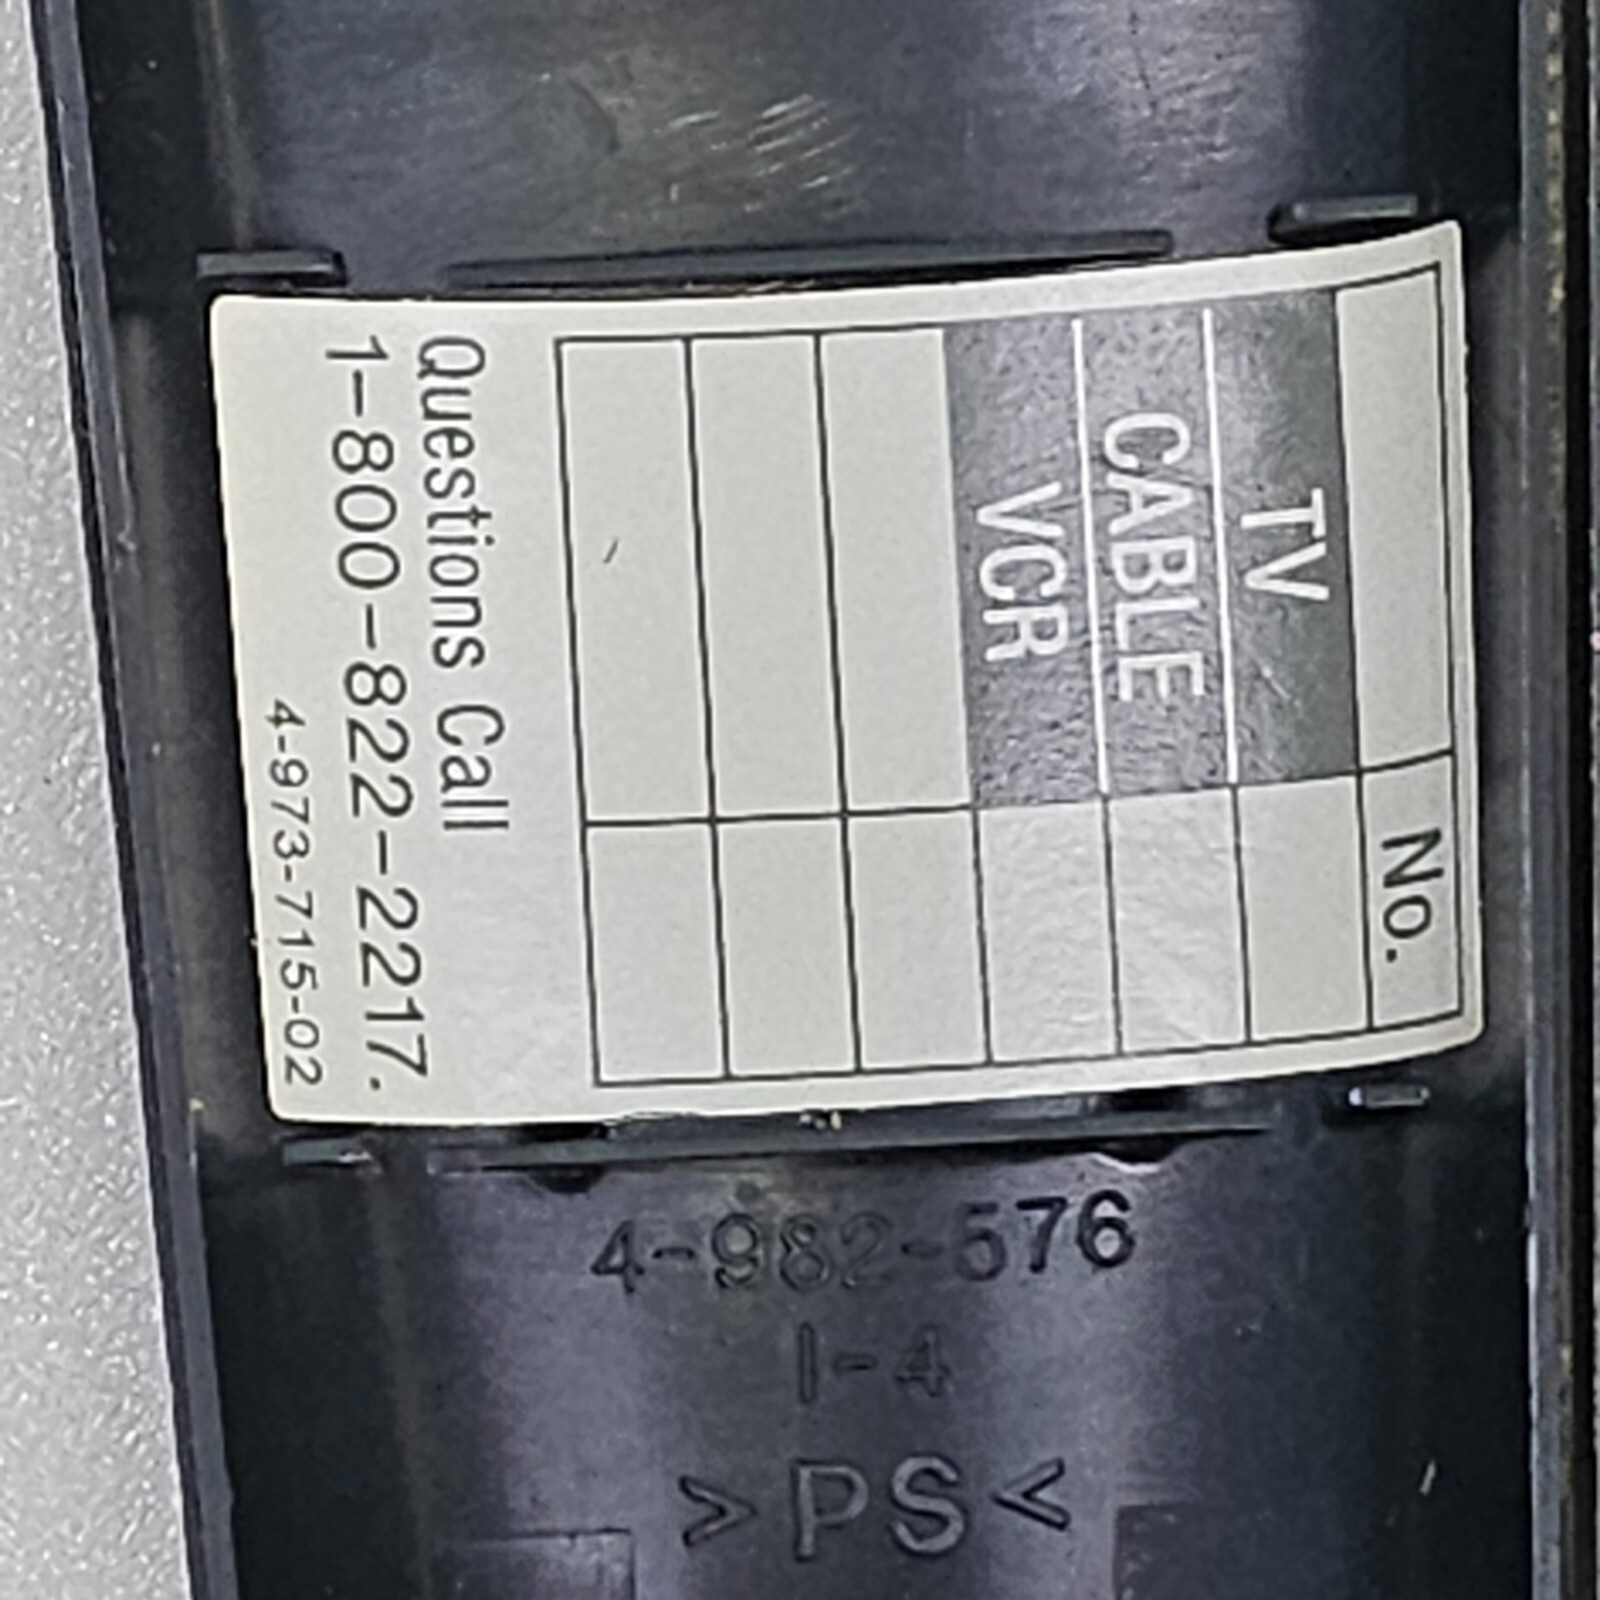 No.
TV
CABLE
VCR
Questions Call
1-800-822-2217.
4-973-715-02
4-982-576
1-4
>PS<